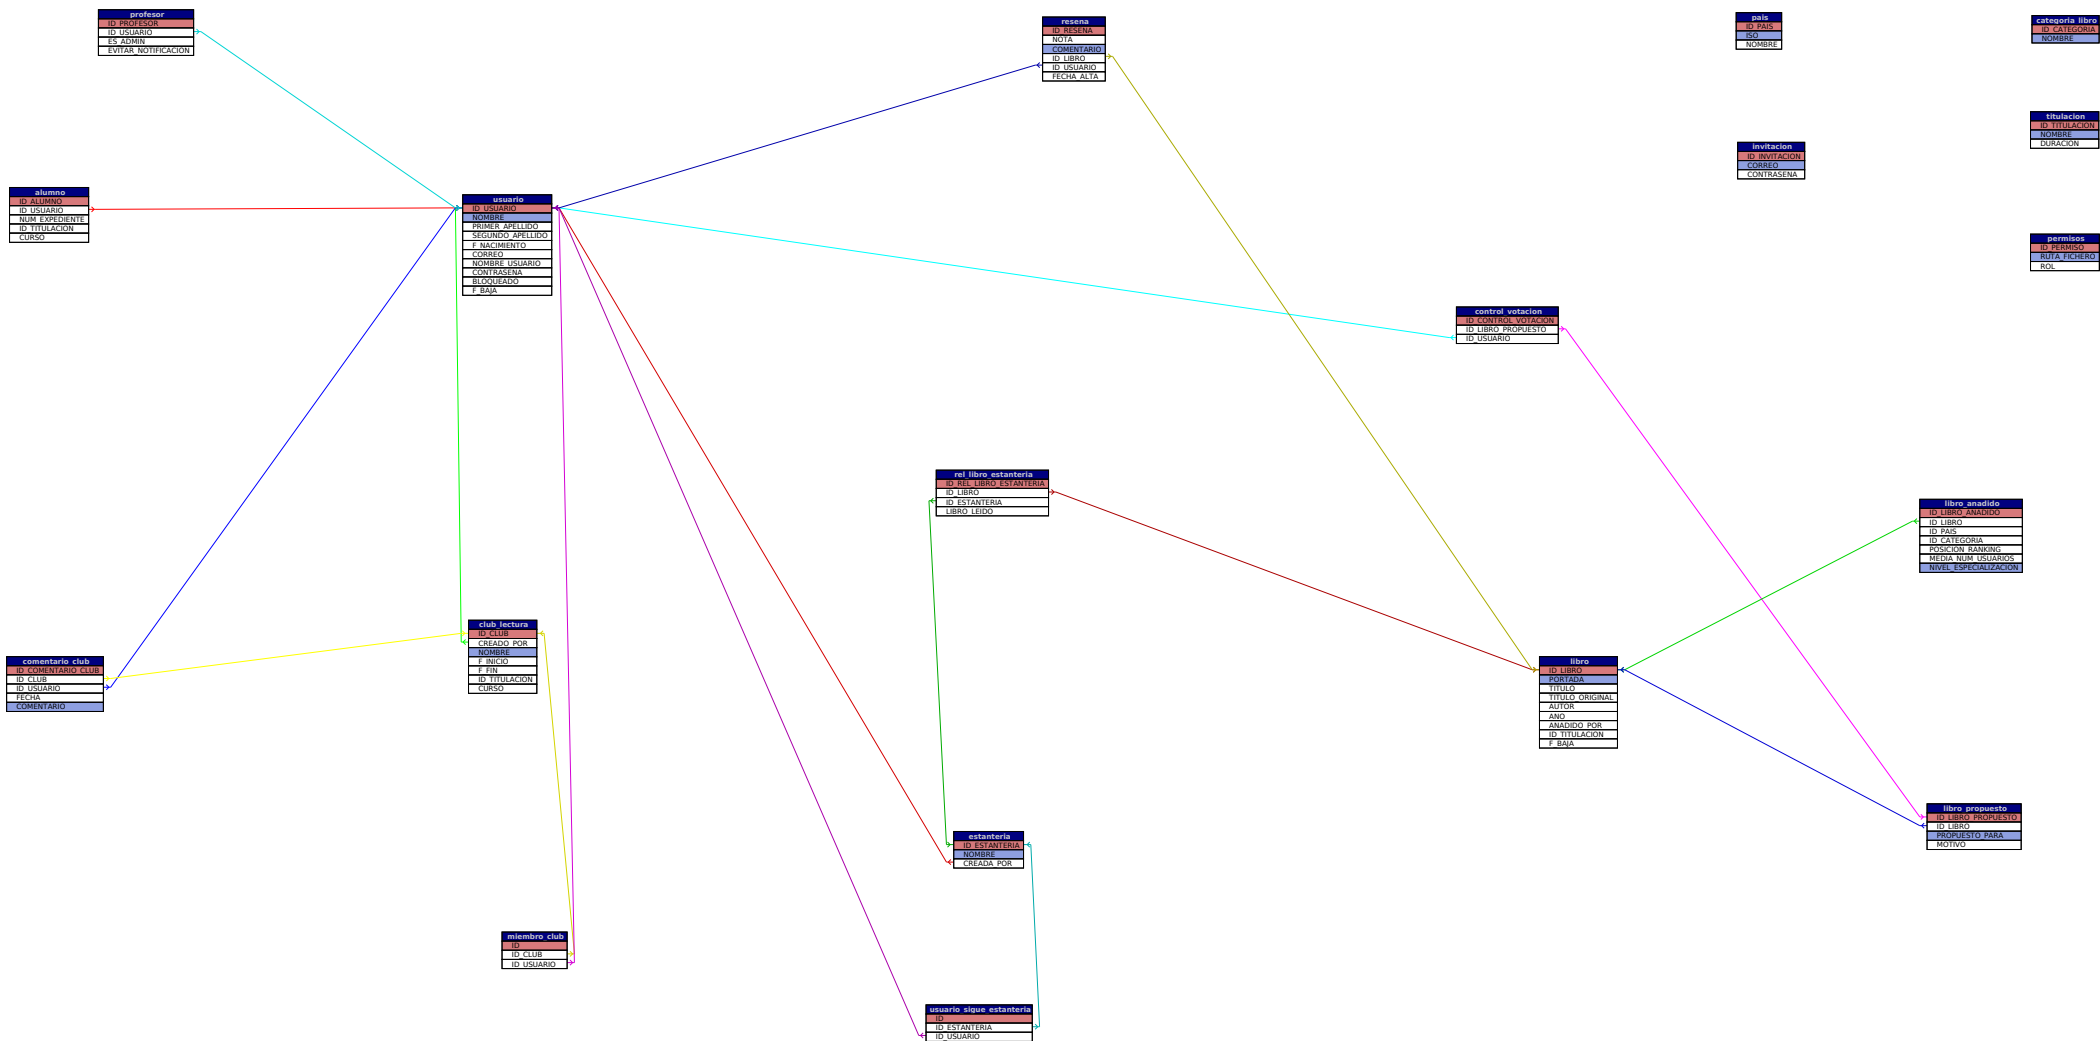 profesor
ID_PROFESOR
ID_USUARIO
ES_ADMIN
EVITAR_NOTIFICACION
resena
ID_RESENA
NOTA
COMENTARIO
ID_LIBRO
ID_USUARIO
FECHA_ALTA
pais
ID_PAIS
ISO
NOMBRE
categoria_libro
ID_CATEGORIA
NOMBRE
titulacion
ID_TITULACION
NOMBRE
DURACION
invitacion
ID_INVITACION
CORREO
CONTRASENA
alumno
ID_ALUMNO
ID_USUARIO
NUM_EXPEDIENTE
ID_TITULACION
CURSO
usuario
ID_USUARIO
NOMBRE
PRIMER_APELLIDO
SEGUNDO_APELLIDO
F_NACIMIENTO
CORREO
NOMBRE_USUARIO
CONTRASENA
BLOQUEADO
F_BAJA
permisos
ID_PERMISO
RUTA_FICHERO
ROL
control_votacion
ID_CONTROL_VOTACION
ID_LIBRO_PROPUESTO
ID_USUARIO
rel_libro_estanteria
ID_REL_LIBRO_ESTANTERIA
ID_LIBRO
ID_ESTANTERIA
LIBRO_LEIDO
libro_anadido
ID_LIBRO_ANADIDO
ID_LIBRO
ID_PAIS
ID_CATEGORIA
POSICION_RANKING
MEDIA_NUM_USUARIOS
NIVEL_ESPECIALIZACION
club_lectura
ID_CLUB
CREADO_POR
NOMBRE
F_INICIO
F_FIN
ID_TITULACION
CURSO
comentario_club
ID_COMENTARIO_CLUB
ID_CLUB
ID_USUARIO
FECHA
COMENTARIO
libro
ID_LIBRO
PORTADA
TITULO
TITULO_ORIGINAL
AUTOR
ANO
ANADIDO_POR
ID_TITULACION
F_BAJA
libro_propuesto
ID_LIBRO_PROPUESTO
ID_LIBRO
PROPUESTO_PARA
MOTIVO
estanteria
ID_ESTANTERIA
NOMBRE
CREADA_POR
miembro_club
ID
ID_CLUB
ID_USUARIO
usuario_sigue_estanteria
ID
ID_ESTANTERIA
ID_USUARIO